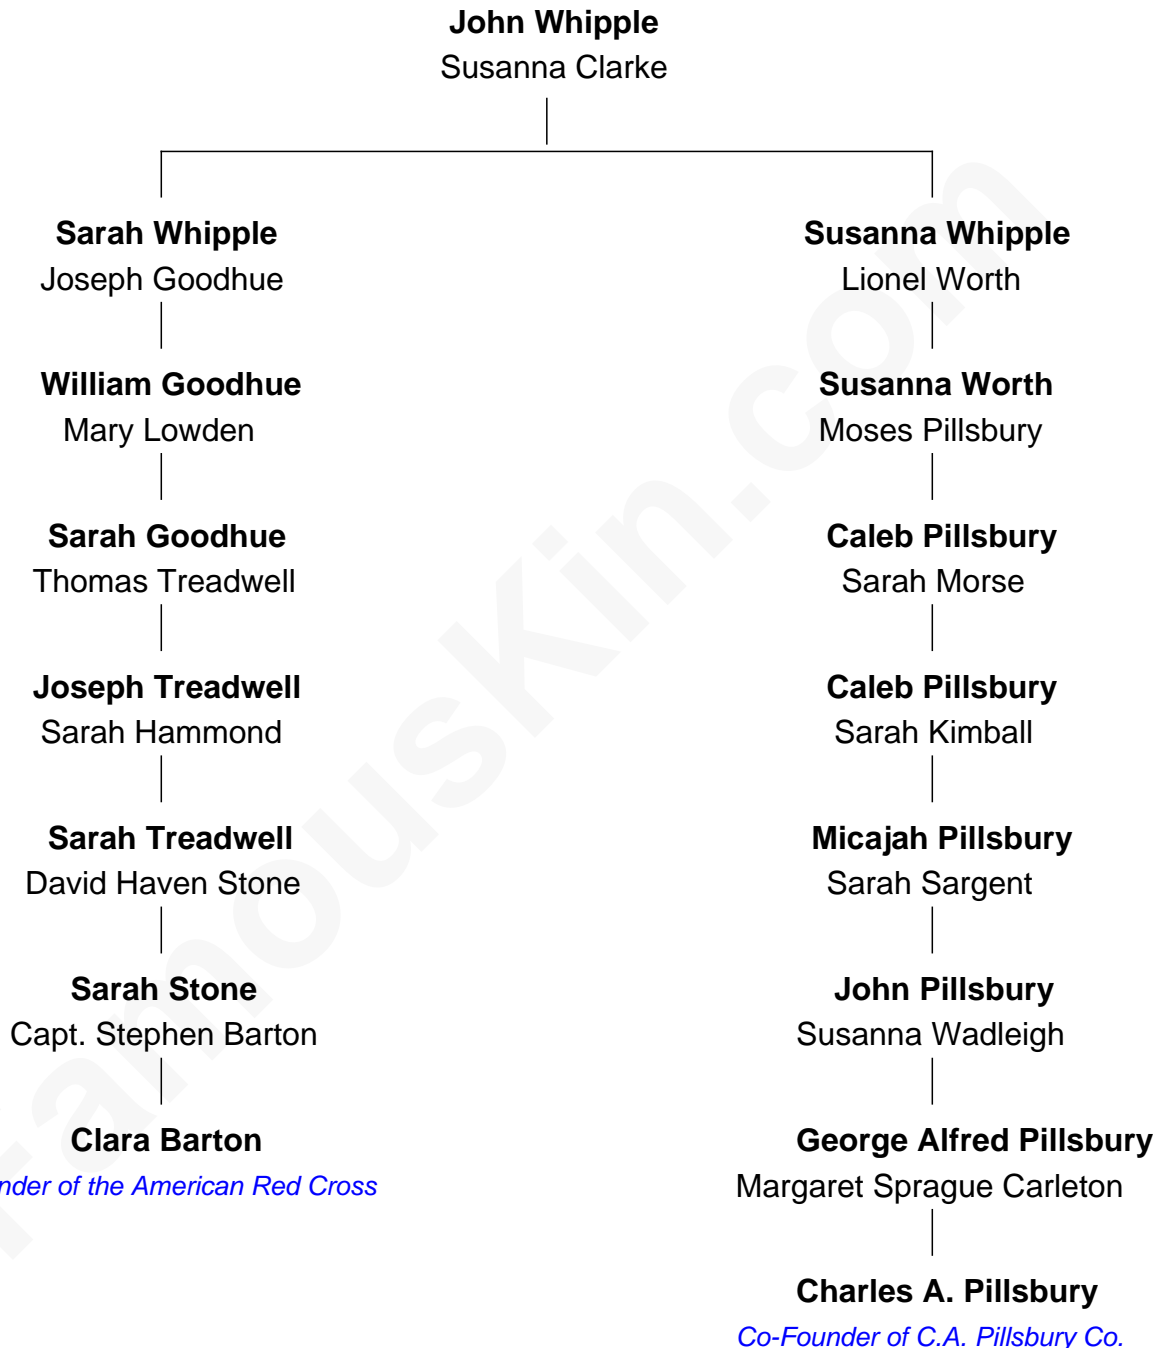 John Whipple
Susanna Clarke
Sarah Whipple
Joseph Goodhue
William Goodhue
Mary Lowden
Sarah Goodhue
Thomas Treadwell
Joseph Treadwell
Sarah Hammond
Sarah Treadwell
David Haven Stone
Sarah Stone
Capt. Stephen Barton
Clara Barton
nder of the American Red Cross
Susanna Whipple
Lionel Worth
Susanna Worth
Moses Pillsbury
Caleb Pillsbury
Sarah Morse
Caleb Pillsbury
Sarah Kimball
Micajah Pillsbury
Sarah Sargent
John Pillsbury
Susanna Wadleigh
George Alfred Pillsbury
Margaret Sprague Carleton
Charles A. Pillsbury
Co-Founder of C.A. Pillsbury Co.
FamousKin.com